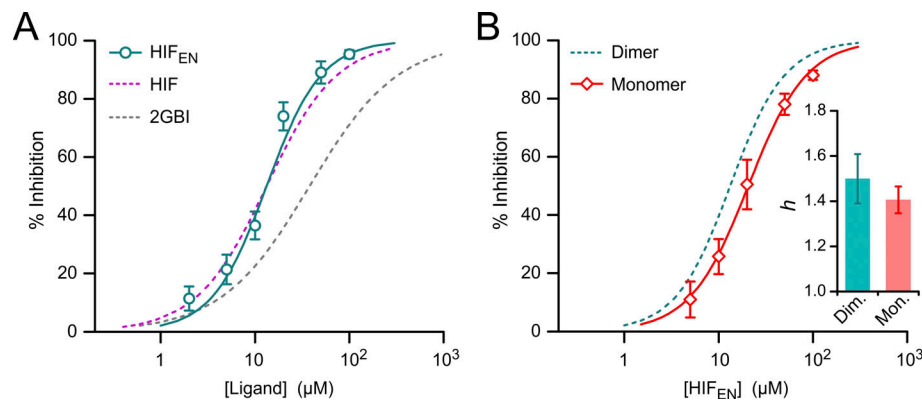 A
HIF_EN
HIF
2GBI
% Inhibition
100
80
60
40
20
0
1
10
10²
10³
[Ligand] (µM)
B
Dimer
Monomer
% Inhibition
100
80
60
40
20
0
1
10
10²
10³
[HIF_EN] (µM)
h
1.8
1.6
1.4
1.2
1.0
Dim.
Mon.